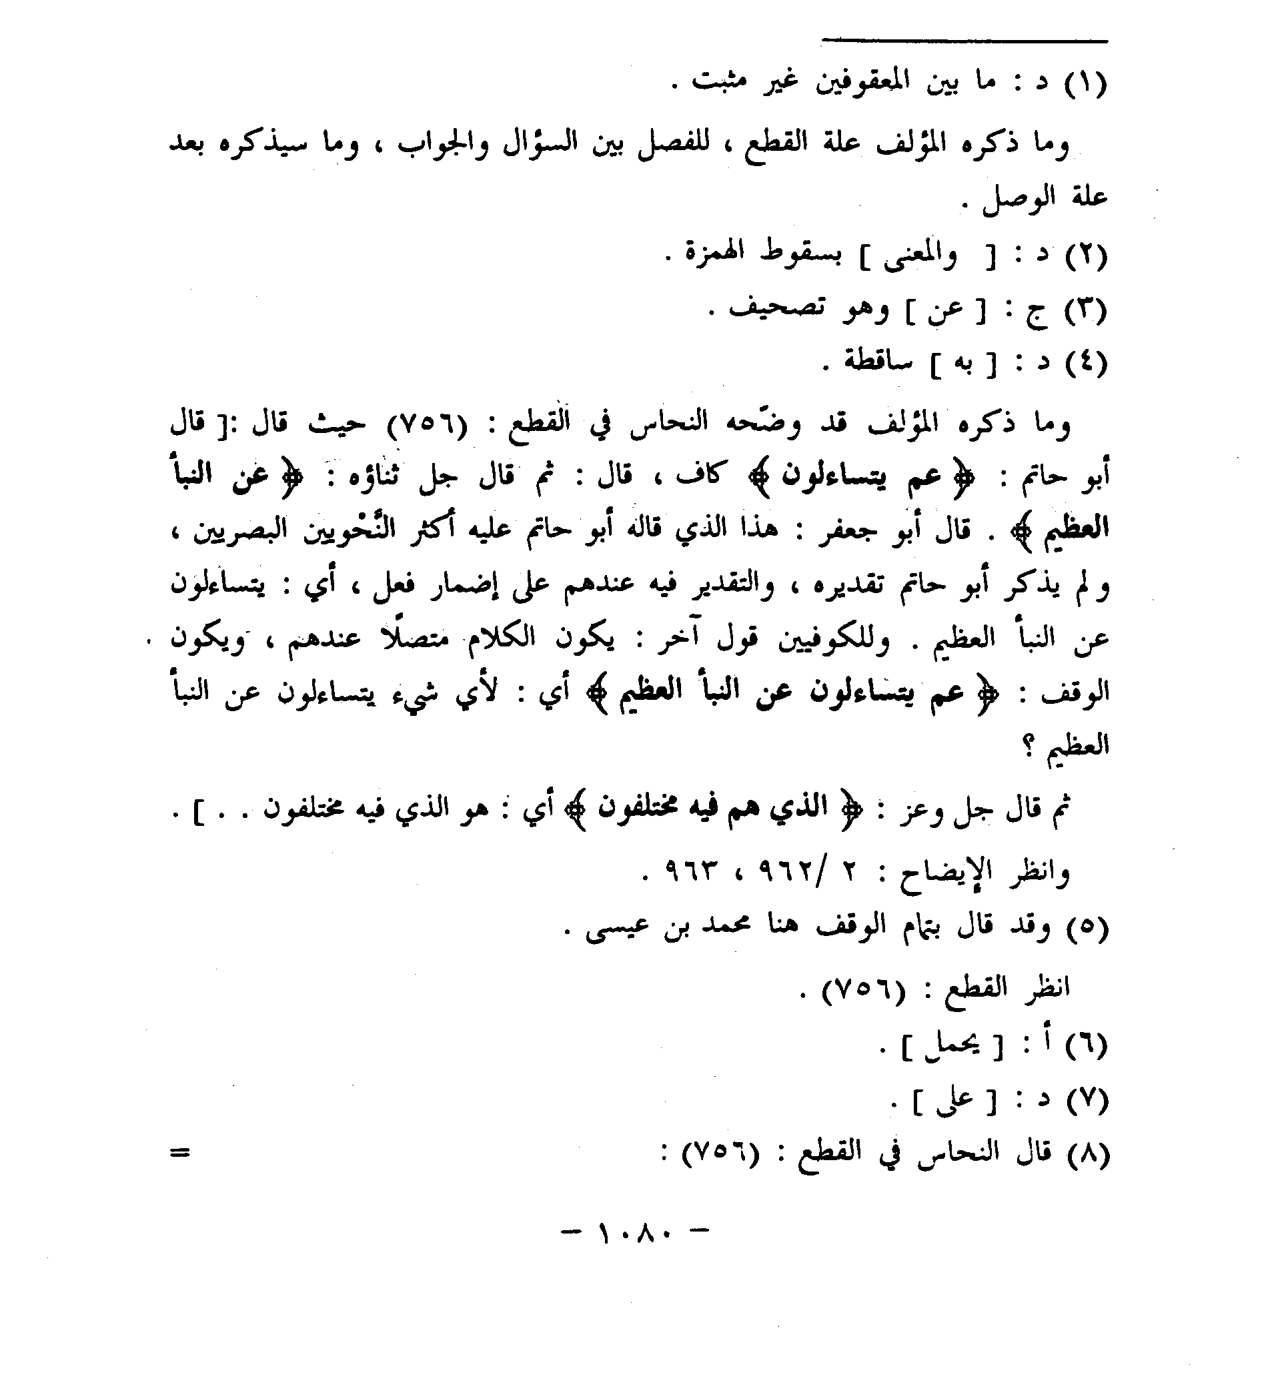 (١) د : ما بين المعقوفين غير مثبت .
وما ذكره المؤلف علة القطع ، للفصل بين السؤال والجواب ، وما سيذكره بعد
علة الوصل .
(٢) د : [ والمعنى ] بسقوط الهمزة .
(٣) ج : [ عن ] وهو تصحيف .
(٤) د : [ به ] ساقطة .
وما ذكره المؤلف قد وضّحه النحاس في القطع : (٧٥٦) حيث قال :[ قال
أبو حاتم : ﴿ عم يتساءلون ﴾ كاف ، قال : ثم قال جل ثناؤه : ﴿ عن النبأ
العظيم ﴾ . قال أبو جعفر : هذا الذي قاله أبو حاتم عليه أكثر النَّحْويين البصريين ،
ولم يذكر أبو حاتم تقديره ، والتقدير فيه عندهم على إضمار فعل ، أي : يتساءلون
عن النبأ العظيم . وللكوفيين قول آخر : يكون الكلام متصلًا عندهم ، ويكون
الوقف : ﴿ عم يتساءلون عن النبأ العظيم ﴾ أي : لأي شيء يتساءلون عن النبأ
العظيم ؟
ثم قال جل وعز : ﴿ الذي هم فيه مختلفون ﴾ أي : هو الذي فيه مختلفون . . ] .
وانظر الإيضاح : ٢ /٩٦٢ ، ٩٦٣ .
(٥) وقد قال بتمام الوقف هنا محمد بن عيسى .
انظر القطع : (٧٥٦) .
(٦) أ : [ يحمل ] .
(٧) د : [ على ] .
(٨) قال النحاس في القطع : (٧٥٦) : =
– ١٠٨٠ –